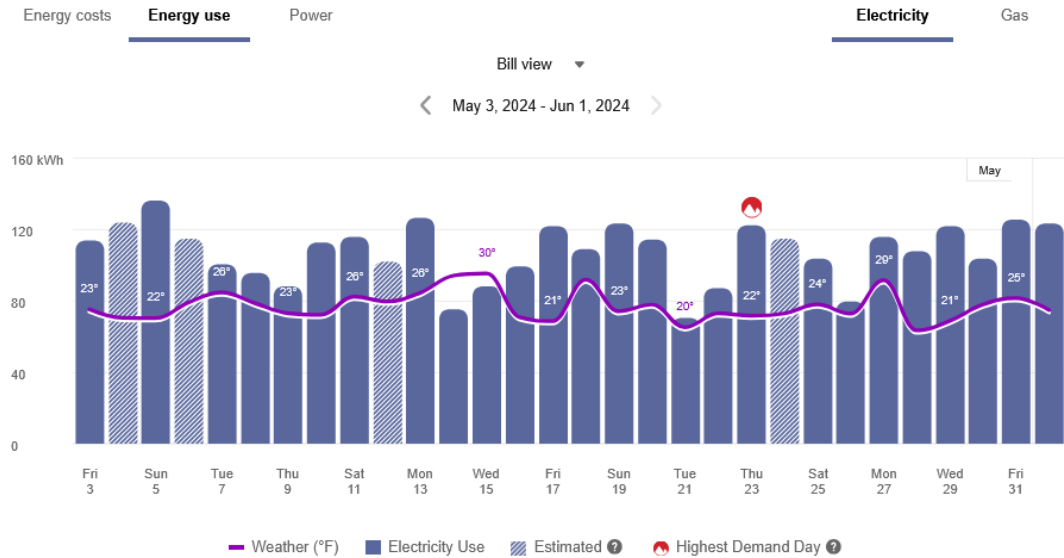 Energy costs Energy use Power Electricity Gas
Bill view
May 3, 2024 - Jun 1, 2024
160 kWh
May
120
80
40
0
23° 22° 26° 23° 26° 26° 30° 21° 23° 20° 22° 24° 29° 21° 25°
Fri Sun Tue Thu Sat Mon Wed Fri Sun Tue Thu Sat Mon Wed Fri
3 5 7 9 11 13 15 17 19 21 23 25 27 29 31
Weather (°F) Electricity Use Estimated ? Highest Demand Day ?